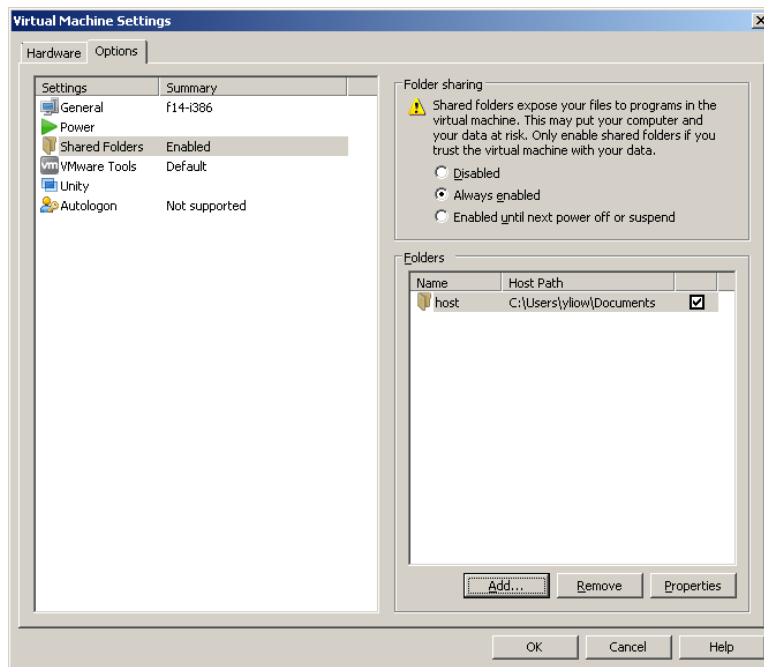 Virtual Machine Settings
Hardware Options
Settings Summary
General f14-i386
Power
Shared Folders Enabled
vm VMware Tools Default
Unity
Autologon Not supported
Folder sharing
Shared folders expose your files to programs in the
virtual machine. This may put your computer and
your data at risk. Only enable shared folders if you
trust the virtual machine with your data.
Disabled
Always enabled
Enabled until next power off or suspend
Folders
Name Host Path
host C:\Users\yliow\Documents
Add... Remove Properties
OK Cancel Help